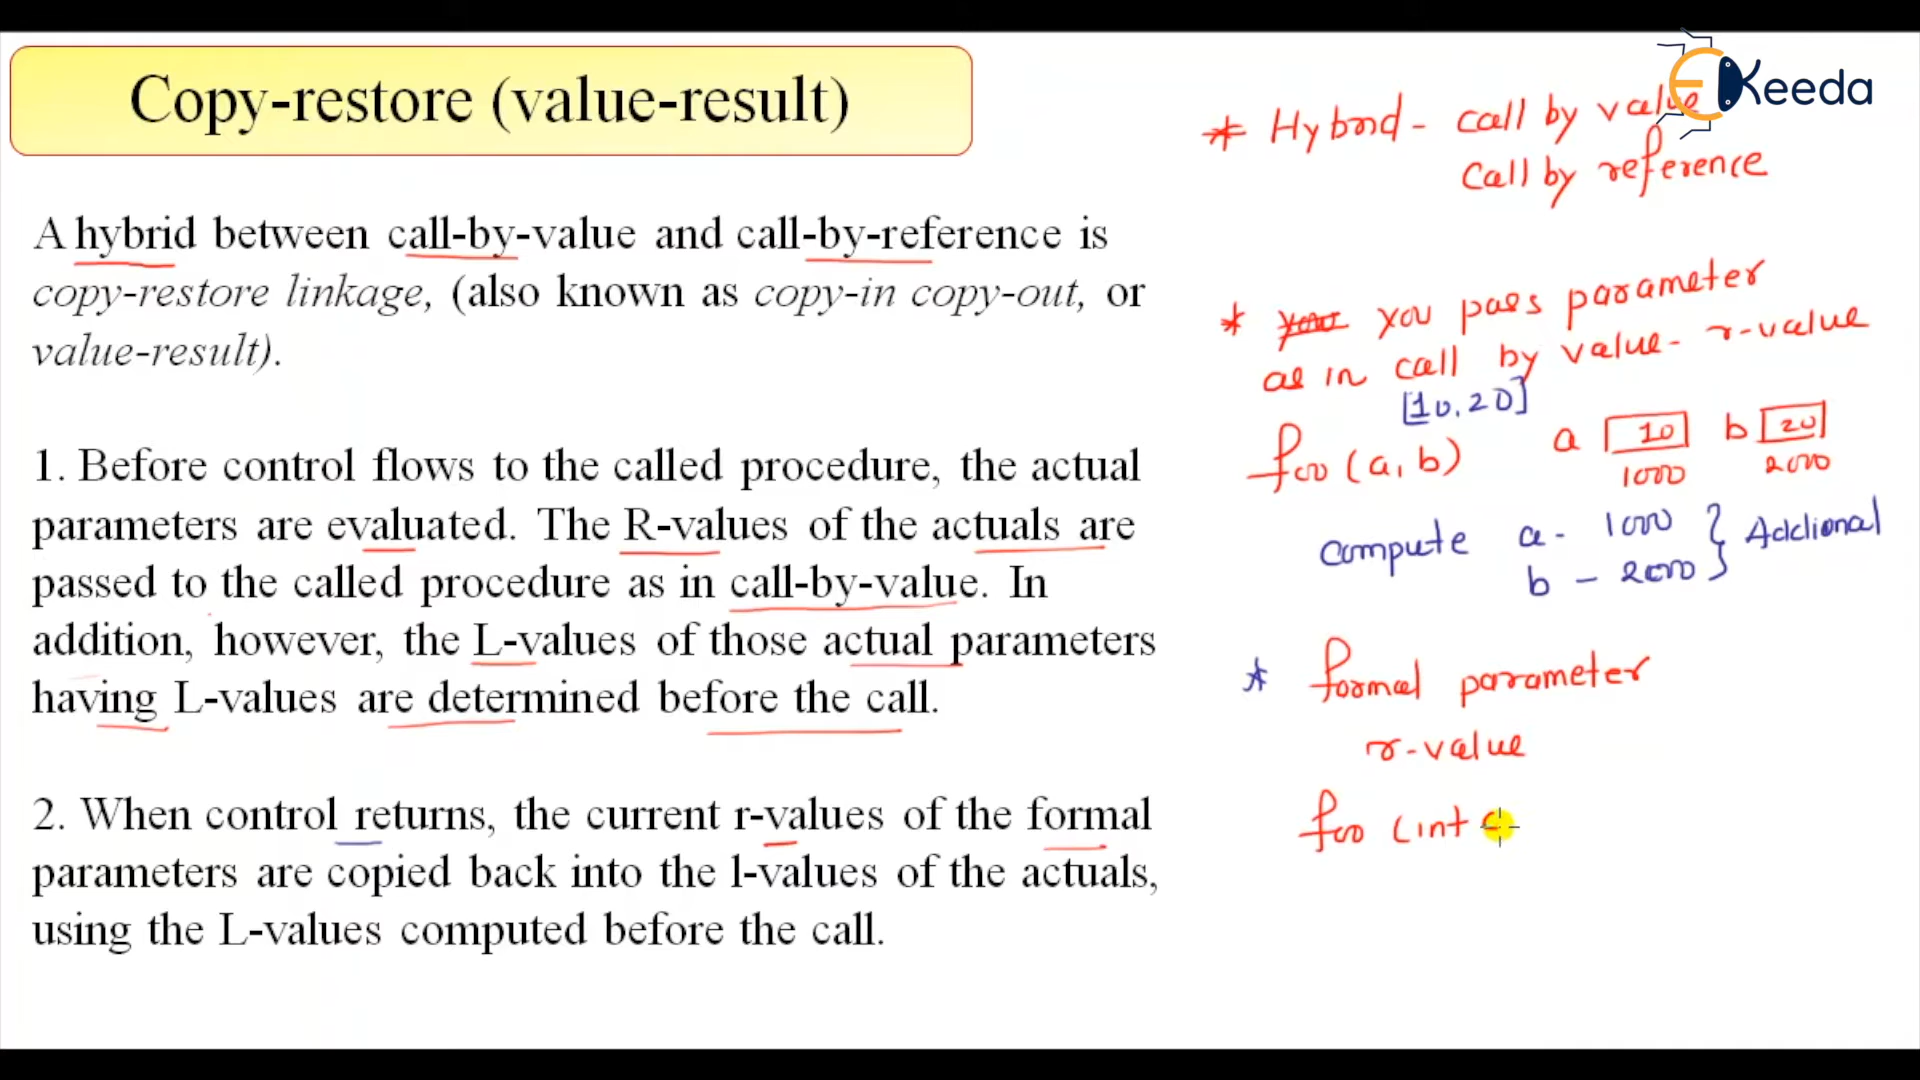 Copy-restore (value-result)
EKeeda
A hybrid between call-by-value and call-by-reference is
copy-restore linkage, (also known as copy-in copy-out, or
value-result).
1. Before control flows to the called procedure, the actual
parameters are evaluated. The R-values of the actuals are
passed to the called procedure as in call-by-value. In
addition, however, the L-values of those actual parameters
having L-values are determined before the call.
2. When control returns, the current r-values of the formal
parameters are copied back into the l-values of the actuals,
using the L-values computed before the call.
* Hybrid - call by value
Call by reference
* you you pass parameter
as in call by value - r-value
[10, 20]
foo (a, b) a 10 b 20
1000 2000
compute a - 1000 } Addional
b - 2000
* formal parameter
r-value
foo (int